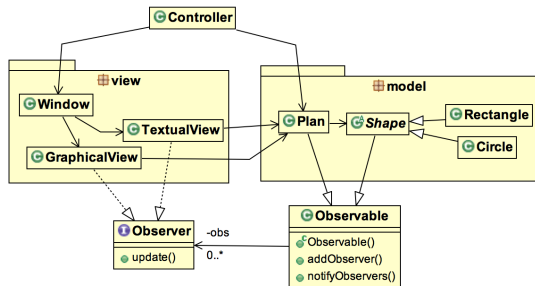 Controller
view
model
Window
TextualView
GraphicalView
Plan
Shape
Rectangle
Circle
Observer
update()
-obs
0..*
Observable
Observable()
addObserver()
notifyObservers()